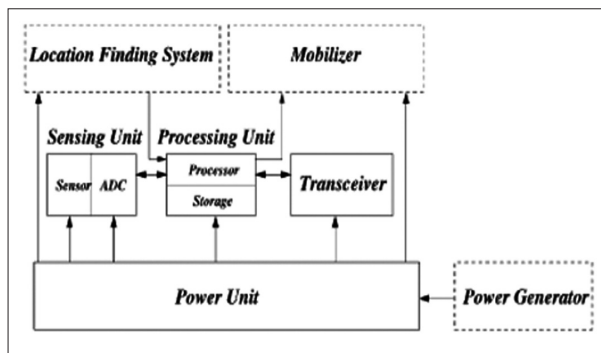 Location Finding System
Mobilizer
Sensing Unit
Processing Unit
Sensor
ADC
Processor
Storage
Transceiver
Power Unit
Power Generator